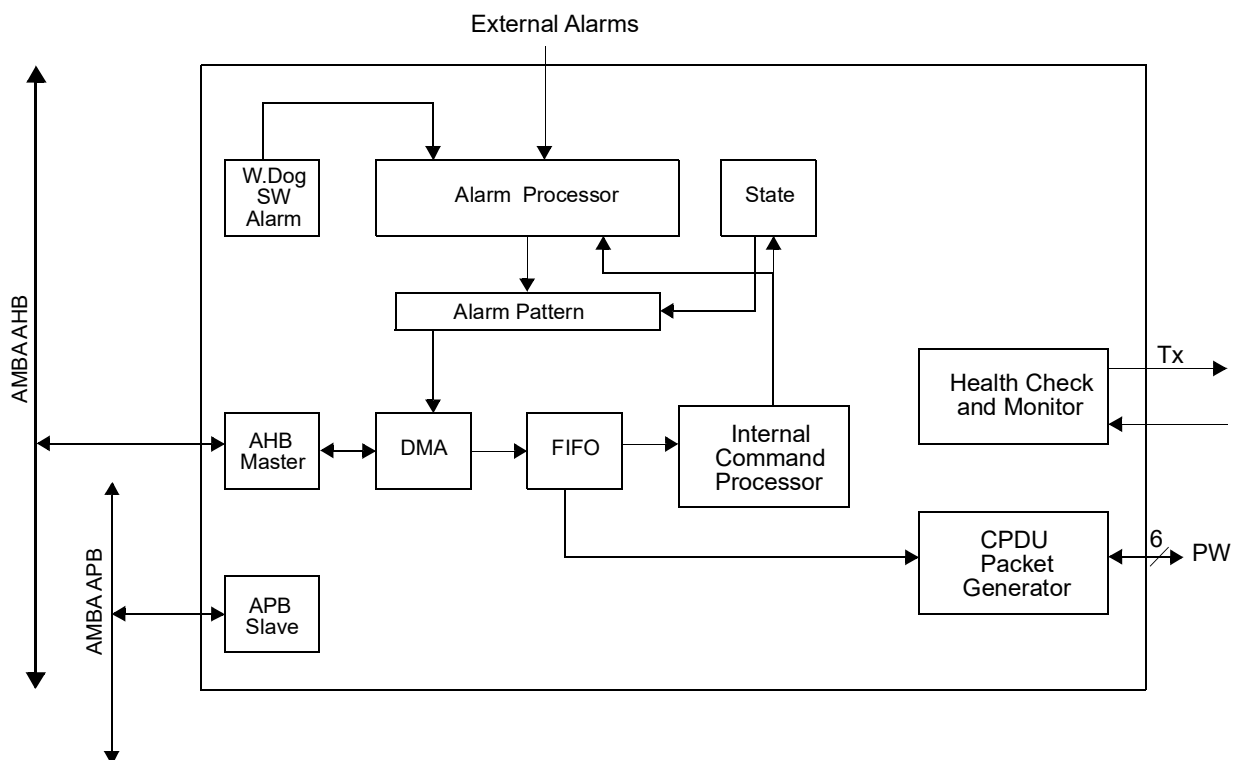 External Alarms
W.Dog
SW
Alarm
Alarm Processor
State
Alarm Pattern
AMBA AHB
Health Check
and Monitor
Tx
AHB
Master
DMA
FIFO
Internal
Command
Processor
CPDU
Packet
Generator
6
PW
AMBA APB
APB
Slave